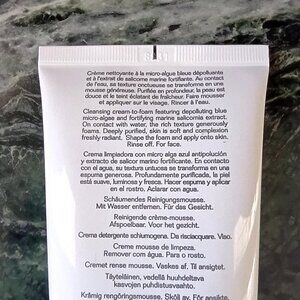 Crème nettoyante à la micro-algue bleue dépolluante
et à l'extrait de salicorne marine fortifiante. Au contact
de l'eau, sa texture onctueuse se transforme en une
mousse généreuse. Purifiée en profondeur, la peau est
douce et le teint éclatant de fraîcheur. Faire mousser
et appliquer sur le visage. Rincer à l'eau.
Cleansing cream-to-foam featuring depolluting blue
micro-algae and fortifying marine salicornia extract.
On contact with water, the rich texture generously
foams. Deeply purified, skin is soft and complexion
freshly radiant. Shape the foam and apply onto skin.
Rinse off. For face.
Crema limpiadora con micro alga azul antipolución
y extracto de salicor marino fortificante. En contacto
con el agua, su textura untuosa se transforma en una
espuma generosa. Profundamente purificada, la piel
está suave, luminosa y fresca. Hacer espuma y aplicar
en el rostro. Aclarar con agua.
Schäumendes Reinigungsmousse.
Mit Wasser entfernen. Für das Gesicht.
Reinigende crème-mousse.
Afspoelbaar. Voor het gezicht.
Crema detergente schiumogena. Da risciacquare. Viso.
Creme mousse de limpeza.
Remover com água. Para o rosto.
Cremet rense mousse. Vaskes af. Til ansigtet.
Täyteläinen, vedellä huuhdeltava
kasvojen puhdistusvaahto.
Krämig rengöringsmousse. Skölj av. För ansikte.